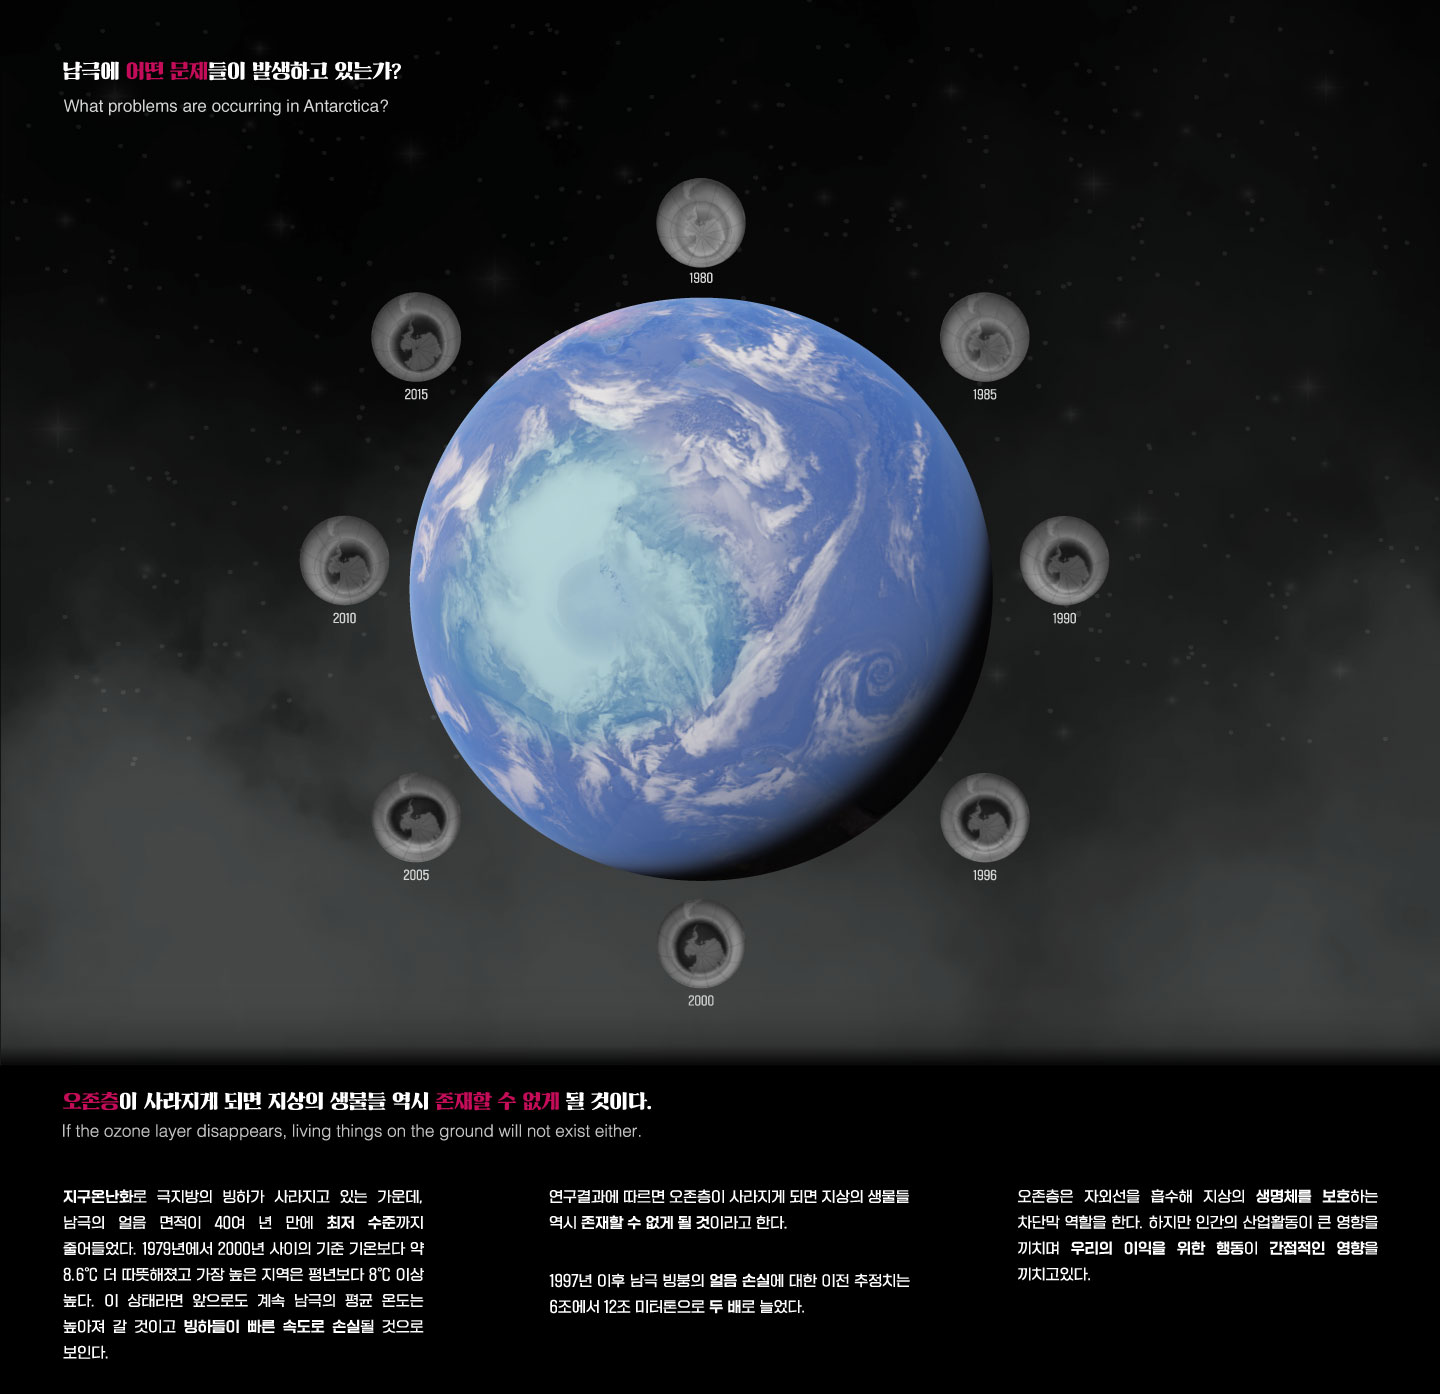 남극에 어떤 문제들이 발생하고 있는가?
What problems are occurring in Antarctica?
1980
2015
1985
2010
1990
2005
1996
2000
오존층이 사라지게 되면 지상의 생물들 역시 존재할 수 없게 될 것이다.
If the ozone layer disappears, living things on the ground will not exist either.
지구온난화로 극지방의 빙하가 사라지고 있는 가운데,
남극의 얼음 면적이 40여 년 만에 최저 수준까지
줄어들었다. 1979년에서 2000년 사이의 기준 기온보다 약
8.6℃ 더 따뜻해졌고 가장 높은 지역은 평년보다 8℃ 이상
높다. 이 상태라면 앞으로도 계속 남극의 평균 온도는
높아져 갈 것이고 빙하들이 빠른 속도로 손실될 것으로
보인다.
연구결과에 따르면 오존층이 사라지게 되면 지상의 생물들
역시 존재할 수 없게 될 것이라고 한다.
1997년 이후 남극 빙붕의 얼음 손실에 대한 이전 추정치는
6조에서 12조 미터톤으로 두 배로 늘었다.
오존층은 자외선을 흡수해 지상의 생명체를 보호하는
차단막 역할을 한다. 하지만 인간의 산업활동이 큰 영향을
끼치며 우리의 이익을 위한 행동이 간접적인 영향을
끼치고있다.